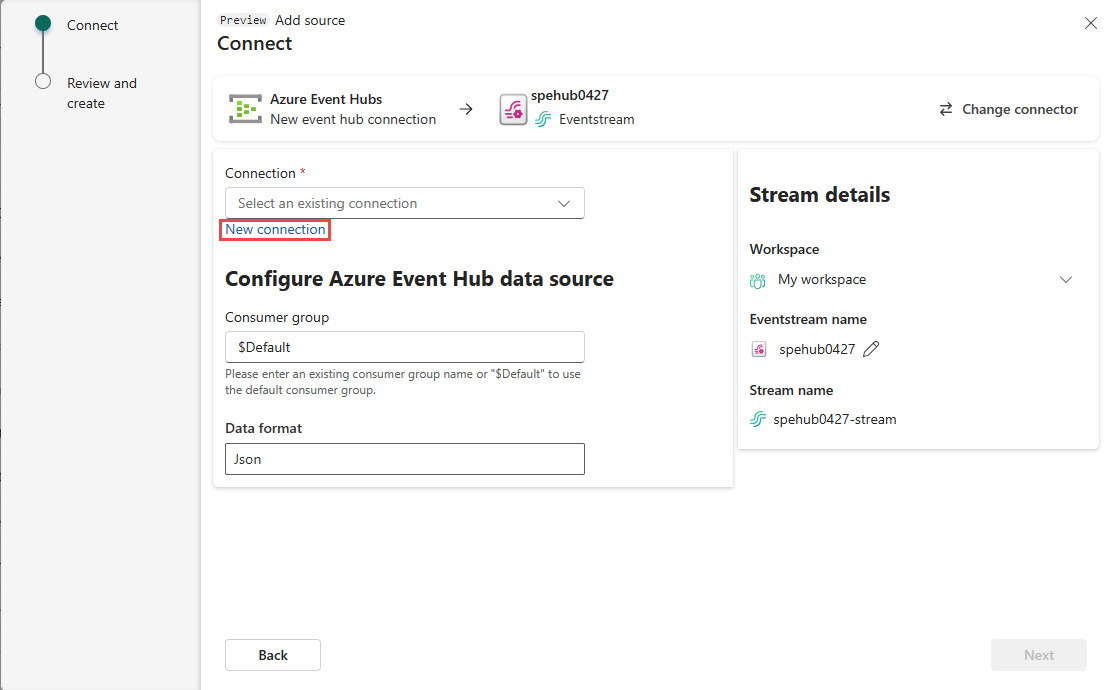 Connect
Review and
create
Preview Add source
Connect
Azure Event Hubs
New event hub connection
spehub0427
Eventstream
Change connector
Connection *
Select an existing connection
New connection
Configure Azure Event Hub data source
Consumer group
$Default
Please enter an existing consumer group name or "$Default" to use
the default consumer group.
Data format
Json
Stream details
Workspace
My workspace
Eventstream name
spehub0427
Stream name
spehub0427-stream
Back
Next